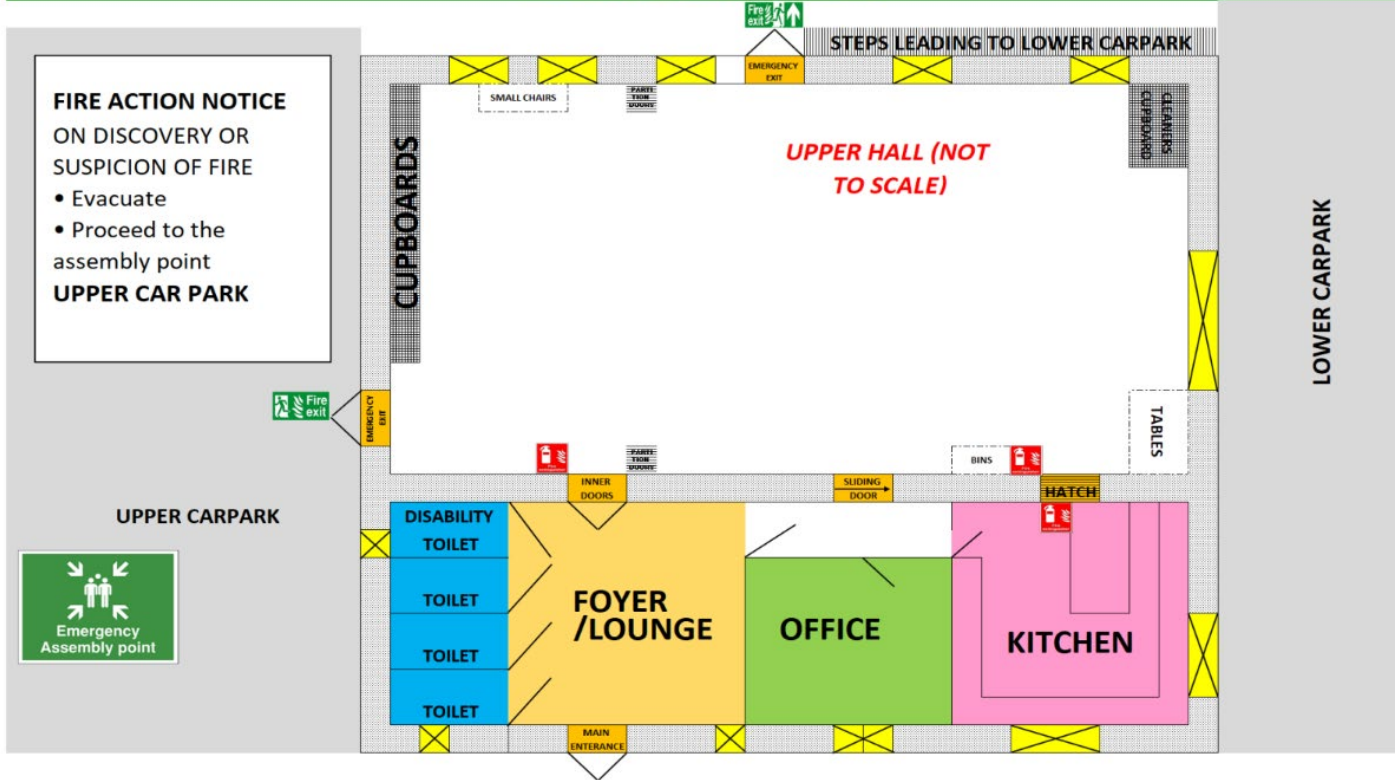 Fire
exit
STEPS LEADING TO LOWER CARPARK
FIRE ACTION NOTICE
ON DISCOVERY OR
SUSPICION OF FIRE
• Evacuate
• Proceed to the
assembly point
UPPER CAR PARK
EMERGENCY
EXIT
SMALL CHAIRS
PARTI
TION
DOORS
CLEANERS
CUPBOARD
CUPBOARDS
UPPER HALL (NOT
TO SCALE)
LOWER CARPARK
Fire
exit
EMERGENCY
EXIT
TABLES
PARTI
TION
DOORS
BINS
INNER
DOORS
SLIDING
DOOR
HATCH
UPPER CARPARK
DISABILITY
TOILET
TOILET
TOILET
TOILET
FOYER
/LOUNGE
OFFICE
KITCHEN
Emergency
Assembly point
MAIN
ENTERANCE